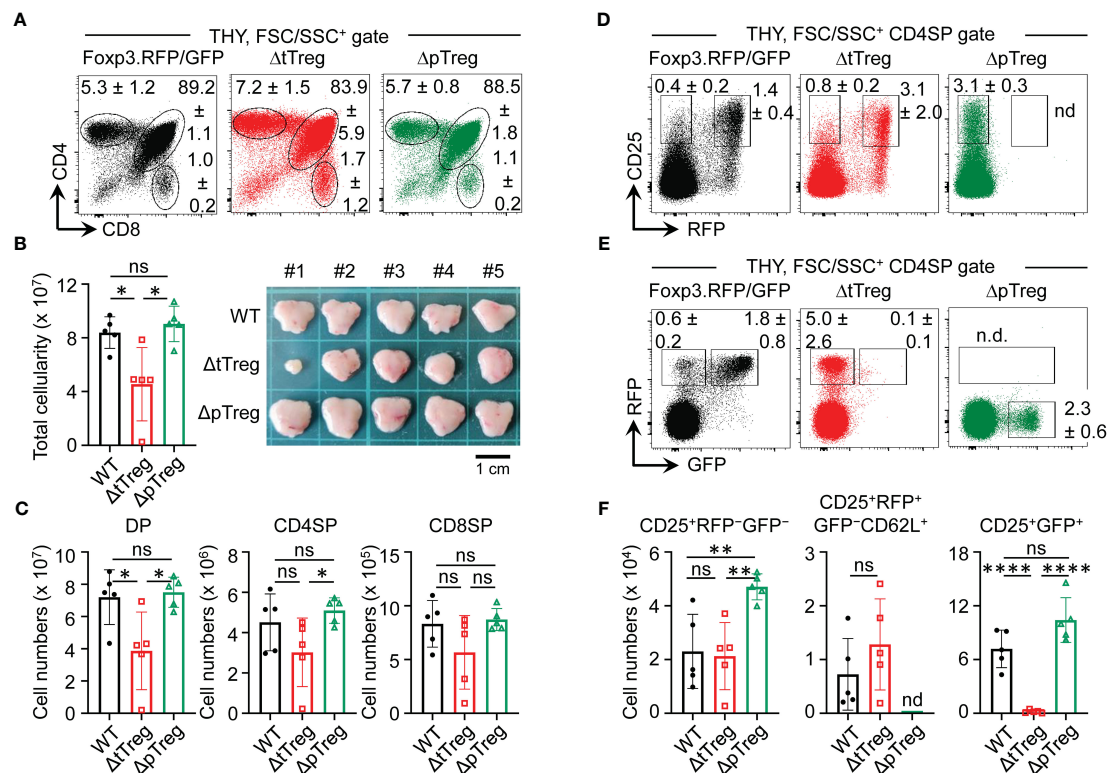 A
THY, FSC/SSC⁺ gate
Foxp3.RFP/GFP ΔtTreg ΔpTreg
5.3 ± 1.2 89.2 ± 1.1
1.0 ± 0.2
7.2 ± 1.5 83.9 ± 5.9
1.7 ± 1.2
5.7 ± 0.8 88.5 ± 1.8
1.1 ± 0.2
CD4
CD8
B
Total cellularity (x 10⁷)
12
8
4
0
ns
* *
WT ΔtTreg ΔpTreg
#1 #2 #3 #4 #5
WT
ΔtTreg
ΔpTreg
1 cm
C
DP
Cell numbers (x 10⁷)
10
8
6
4
2
0
ns
* *
WT ΔtTreg ΔpTreg
CD4SP
Cell numbers (x 10⁶)
8
6
4
2
0
ns
ns *
WT ΔtTreg ΔpTreg
CD8SP
Cell numbers (x 10⁵)
15
10
5
0
ns
ns ns
WT ΔtTreg ΔpTreg
D
THY, FSC/SSC⁺ CD4SP gate
Foxp3.RFP/GFP ΔtTreg ΔpTreg
0.4 ± 0.2 1.4 ± 0.4
0.8 ± 0.2 3.1 ± 2.0
3.1 ± 0.3 nd
CD25
RFP
E
THY, FSC/SSC⁺ CD4SP gate
Foxp3.RFP/GFP ΔtTreg ΔpTreg
0.6 ± 0.2 1.8 ± 0.8
5.0 ± 2.6 0.1 ± 0.1
n.d.
2.3 ± 0.6
RFP
GFP
F
CD25⁺RFP⁻GFP⁻
Cell numbers (x 10⁴)
6
4
2
0
**
ns **
WT ΔtTreg ΔpTreg
CD25⁺RFP⁺
GFP⁻CD62L⁺
3
2
1
0
ns
nd
WT ΔtTreg ΔpTreg
CD25⁺GFP⁺
18
12
6
0
ns
**** ****
WT ΔtTreg ΔpTreg